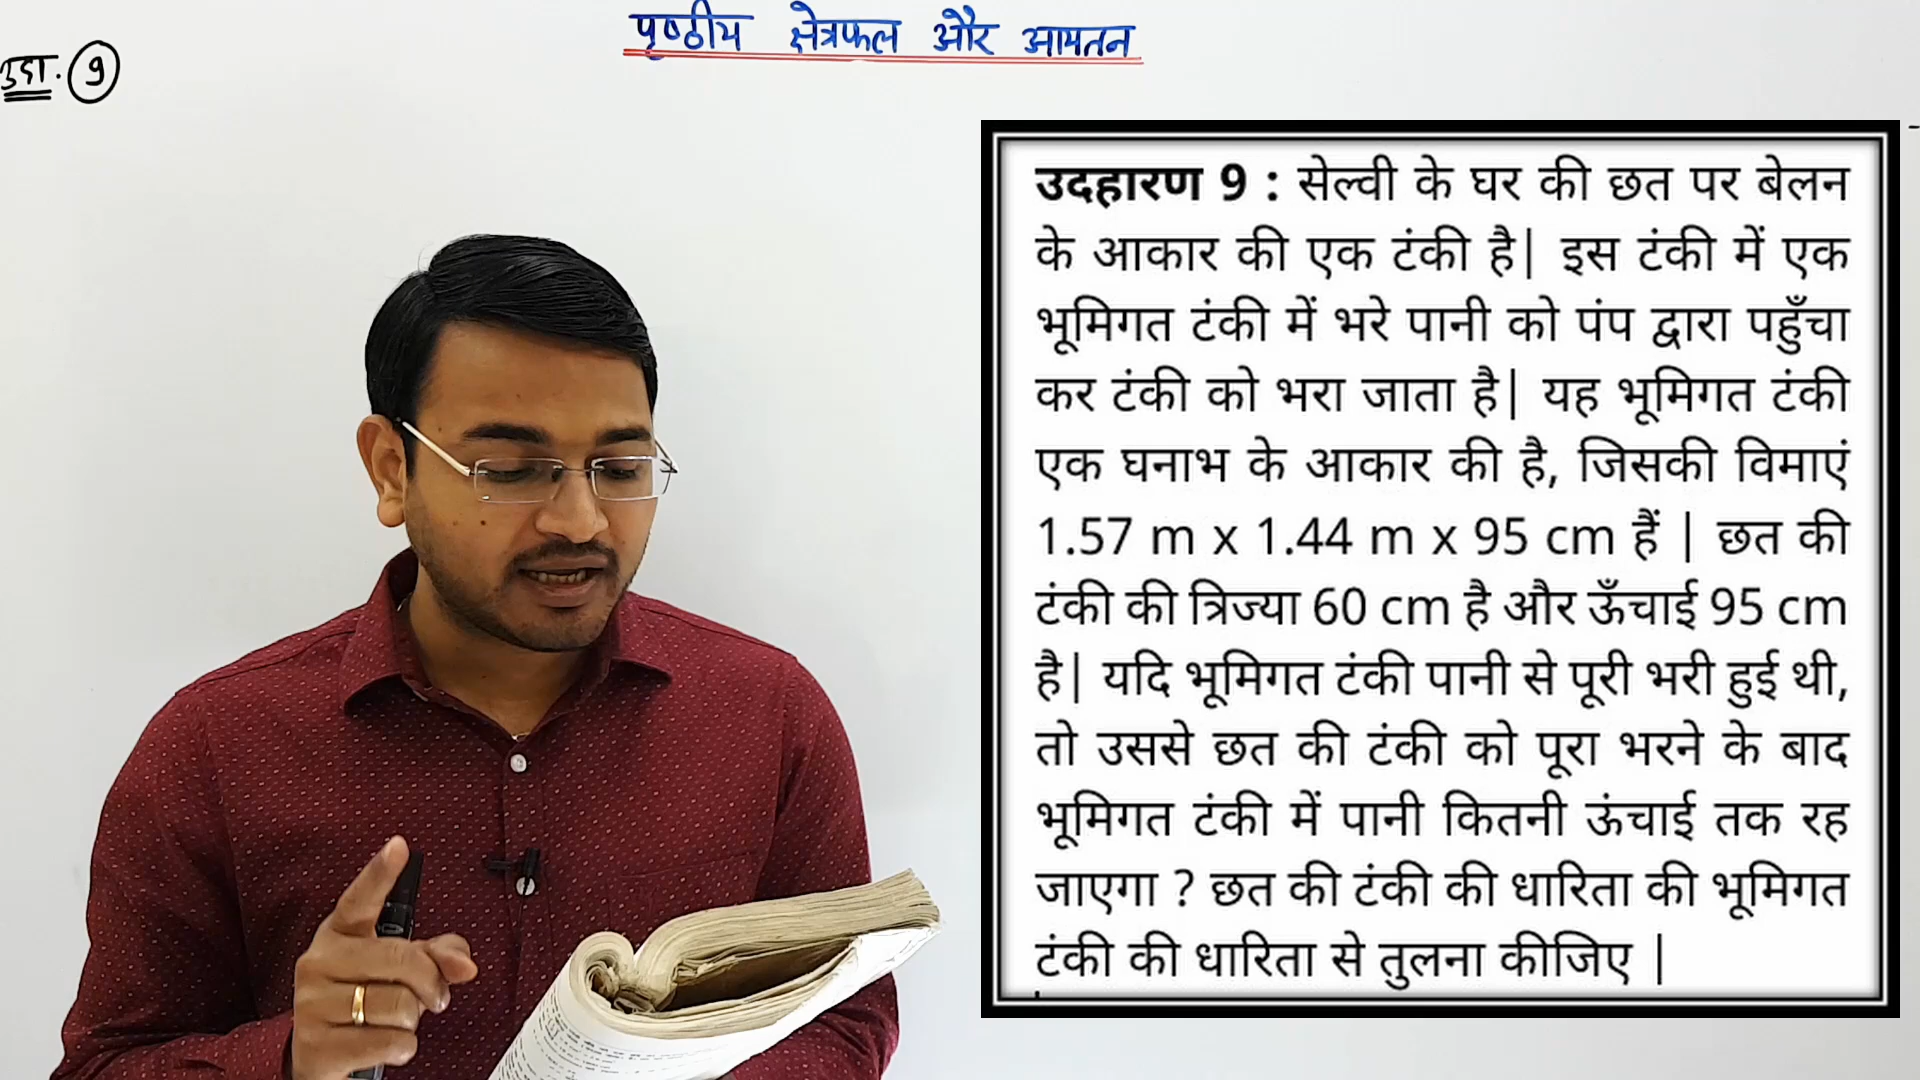 पृष्ठीय क्षेत्रफल और आयतन
उदा. 9
उदहारण 9 : सेल्वी के घर की छत पर बेलन
के आकार की एक टंकी है| इस टंकी में एक
भूमिगत टंकी में भरे पानी को पंप द्वारा पहुँचा
कर टंकी को भरा जाता है| यह भूमिगत टंकी
एक घनाभ के आकार की है, जिसकी विमाएं
1.57 m x 1.44 m x 95 cm हैं | छत की
टंकी की त्रिज्या 60 cm है और ऊँचाई 95 cm
है| यदि भूमिगत टंकी पानी से पूरी भरी हुई थी,
तो उससे छत की टंकी को पूरा भरने के बाद
भूमिगत टंकी में पानी कितनी ऊंचाई तक रह
जाएगा ? छत की टंकी की धारिता की भूमिगत
टंकी की धारिता से तुलना कीजिए |